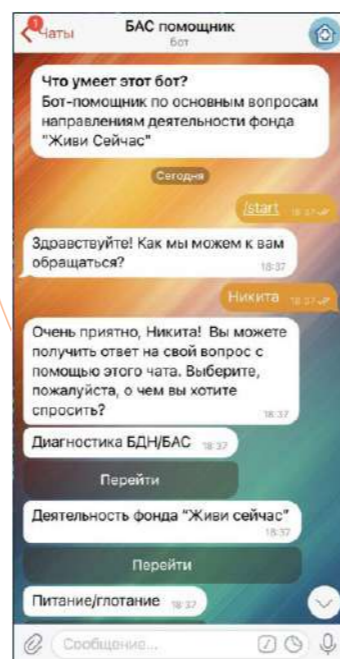 1
Чаты
БАС помощник
бот
Что умеет этот бот?
Бот-помощник по основным вопросам
направлениям деятельности фонда
"Живи Сейчас"
Сегодня
/start 18:37
Здравствуйте! Как мы можем к вам
обращаться?
18:37
Никита 18:37
Очень приятно, Никита! Вы можете
получить ответ на свой вопрос с
помощью этого чата. Выберите,
пожалуйста, о чем вы хотите
спросить?
18:37
Диагностика БДН/БАС 18:37
Перейти
Деятельность фонда "Живи сейчас"
18:37
Перейти
Питание/глотание 18:37
Сообщение...